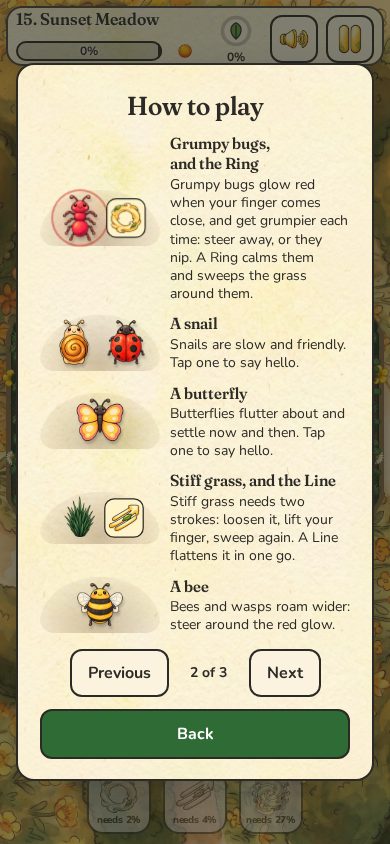 15. Sunset Meadow
0%
0%
How to play
Grumpy bugs,
and the Ring
Grumpy bugs glow red
when your finger comes
close, and get grumpier each
time: steer away, or they
nip. A Ring calms them
and sweeps the grass
around them.
A snail
Snails are slow and friendly.
Tap one to say hello.
A butterfly
Butterflies flutter about and
settle now and then. Tap
one to say hello.
Stiff grass, and the Line
Stiff grass needs two
strokes: loosen it, lift your
finger, sweep again. A Line
flattens it in one go.
A bee
Bees and wasps roam wider:
steer around the red glow.
Previous
2 of 3
Next
Back
needs 2%
needs 4%
needs 27%